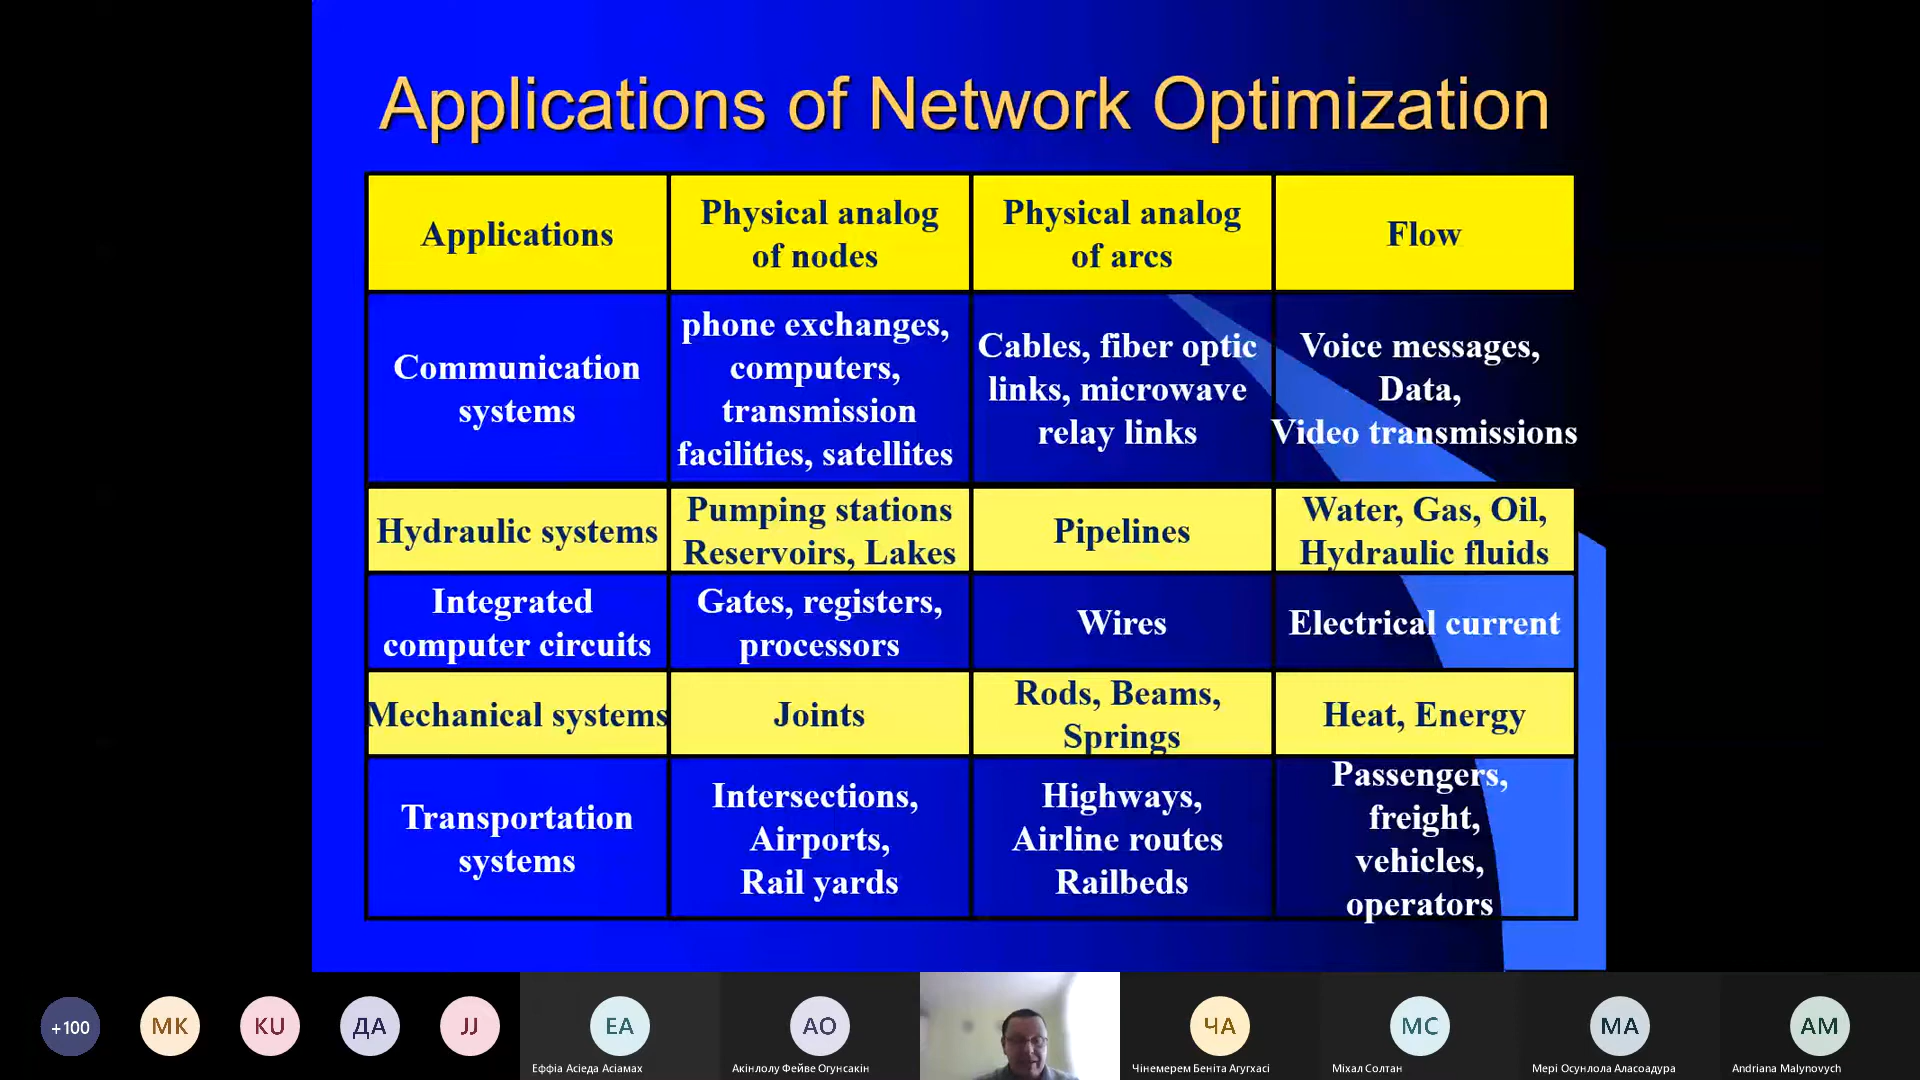 Applications of Network Optimization
Applications
Physical analog
of nodes
Physical analog
of arcs
Flow
Communication
systems
phone exchanges,
computers,
transmission
facilities, satellites
Cables, fiber optic
links, microwave
relay links
Voice messages,
Data,
Video transmissions
Hydraulic systems
Pumping stations
Reservoirs, Lakes
Pipelines
Water, Gas, Oil,
Hydraulic fluids
Integrated
computer circuits
Gates, registers,
processors
Wires
Electrical current
Mechanical systems
Joints
Rods, Beams,
Springs
Heat, Energy
Transportation
systems
Intersections,
Airports,
Rail yards
Highways,
Airline routes
Railbeds
Passengers,
freight,
vehicles,
operators
+100
МК
KU
ДА
JJ
ЕА
Еффіа Асіеда Асіамах
АО
Акінлолу Фейве Огунсакін
ЧА
Чінемерем Беніта Агугхасі
МС
Міхал Солтан
МА
Мері Осунлола Аласоадура
AM
Andriana Malynovych